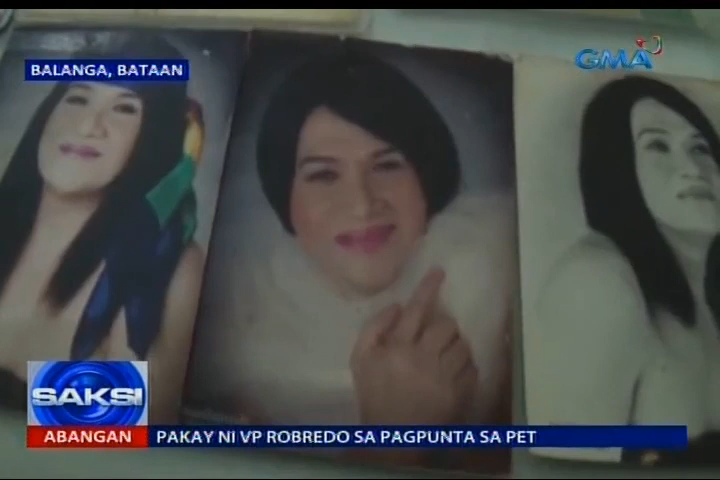 BALANGA, BATAAN
GMA
SAKSI
ABANGAN PAKAY NI VP ROBREDO SA PAGPUNTA SA PET